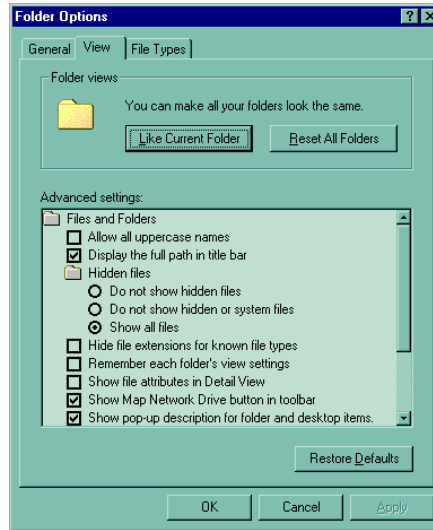 Folder Options
General View File Types
Folder views
You can make all your folders look the same.
Like Current Folder Reset All Folders
Advanced settings:
Files and Folders
Allow all uppercase names
Display the full path in title bar
Hidden files
Do not show hidden files
Do not show hidden or system files
Show all files
Hide file extensions for known file types
Remember each folder's view settings
Show file attributes in Detail View
Show Map Network Drive button in toolbar
Show pop-up description for folder and desktop items.
Restore Defaults
OK Cancel Apply